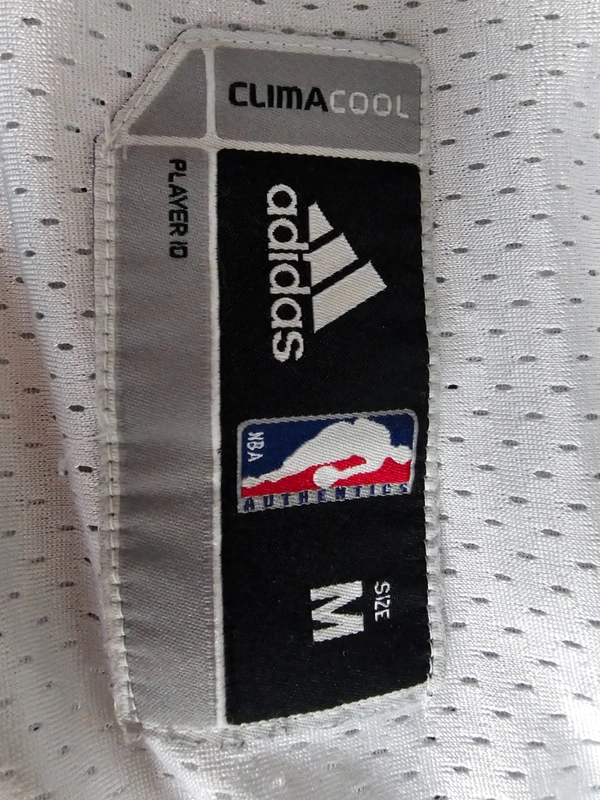 CLIMACOOL
PLAYER ID
adidas
NBA
AUTHENTICS
SIZE
M